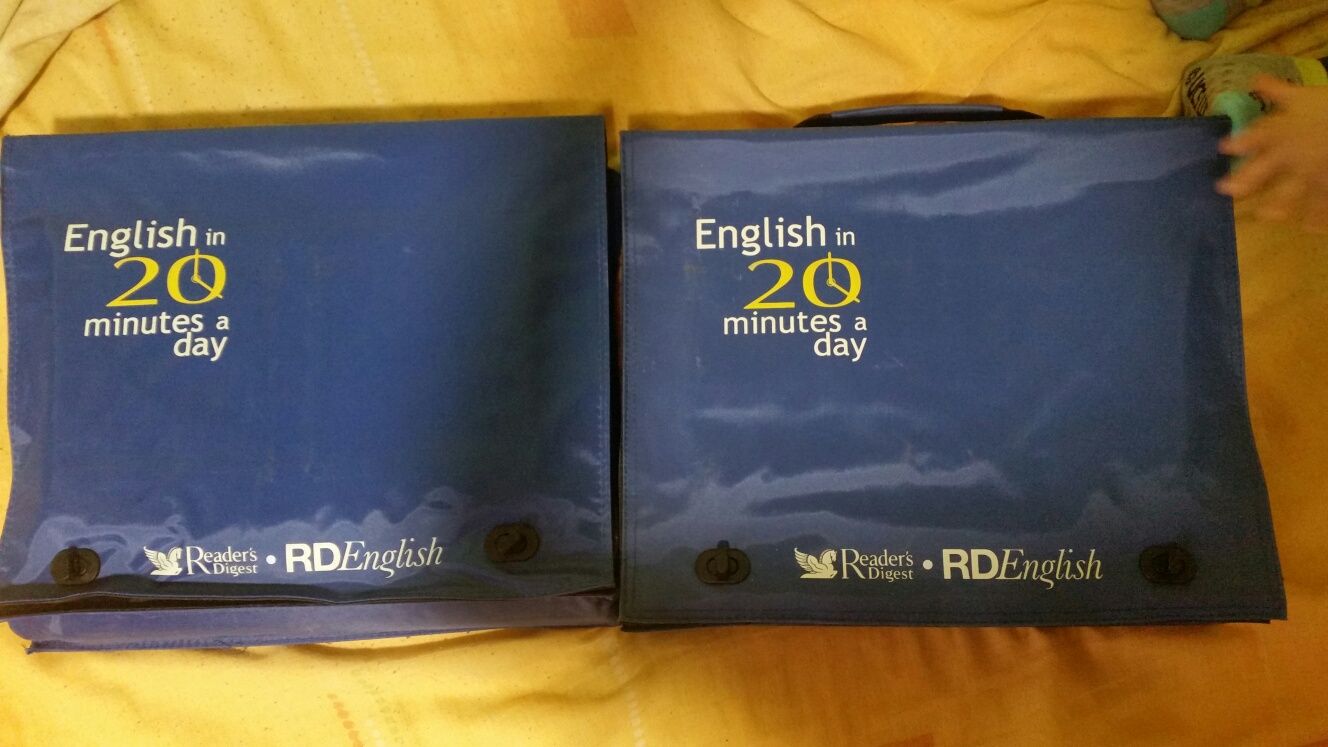 English in
20
minutes a
day
Reader's
Digest • RDEnglish
English in
20
minutes a
day
Reader's
Digest • RDEnglish